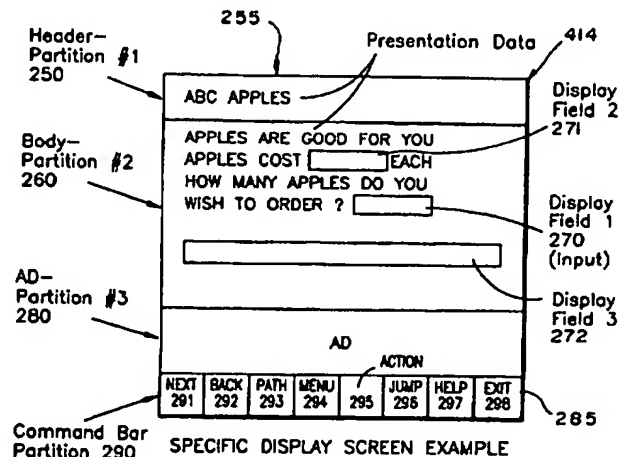 Header-
Partition #1
250
255
Presentation Data
414
ABC APPLES
Display
Field 2
271
Body-
Partition #2
260
APPLES ARE GOOD FOR YOU
APPLES COST EACH
HOW MANY APPLES DO YOU
WISH TO ORDER ?
Display
Field 1
270
(Input)
Display
Field 3
272
AD-
Partition #3
280
AD
ACTION
NEXT BACK PATH MENU JUMP HELP EXIT
291 292 293 294 295 296 297 298
285
Command Bar
Partition 290
SPECIFIC DISPLAY SCREEN EXAMPLE